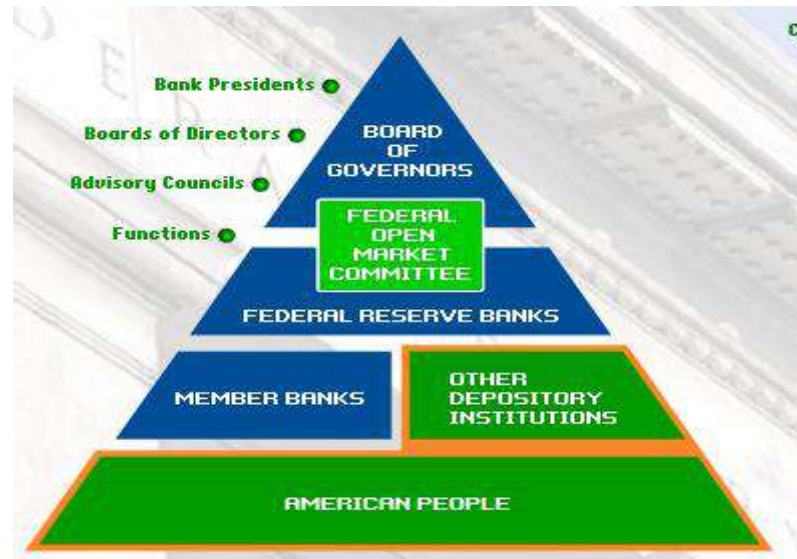 Bank Presidents
Boards of Directors
Advisory Councils
Functions
BOARD
OF
GOVERNORS
FEDERAL
OPEN
MARKET
COMMITTEE
FEDERAL RESERVE BANKS
MEMBER BANKS
OTHER
DEPOSITORY
INSTITUTIONS
AMERICAN PEOPLE